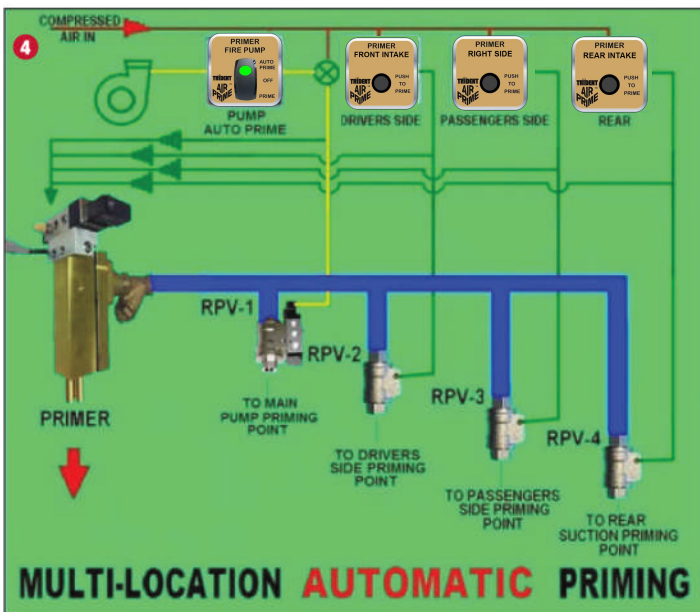 COMPRESSED
AIR IN
4
PRIMER
FIRE PUMP
AUTO
PRIME
OFF
PRIME
PUMP
AUTO PRIME
PRIMER
FRONT INTAKE
TRIDENT
AIR
PRIME
PUSH
TO
PRIME
DRIVERS SIDE
PRIMER
RIGHT SIDE
TRIDENT
AIR
PRIME
PUSH
TO
PRIME
PASSENGERS SIDE
PRIMER
REAR INTAKE
TRIDENT
AIR
PRIME
PUSH
TO
PRIME
REAR
TRIDENT
AIR
PRIME
RPV-1
RPV-2
RPV-3
RPV-4
PRIMER
TO MAIN
PUMP PRIMING
POINT
TO DRIVERS
SIDE PRIMING
POINT
TO PASSENGERS
SIDE PRIMING
POINT
TO REAR
SUCTION PRIMING
POINT
MULTI-LOCATION AUTOMATIC PRIMING